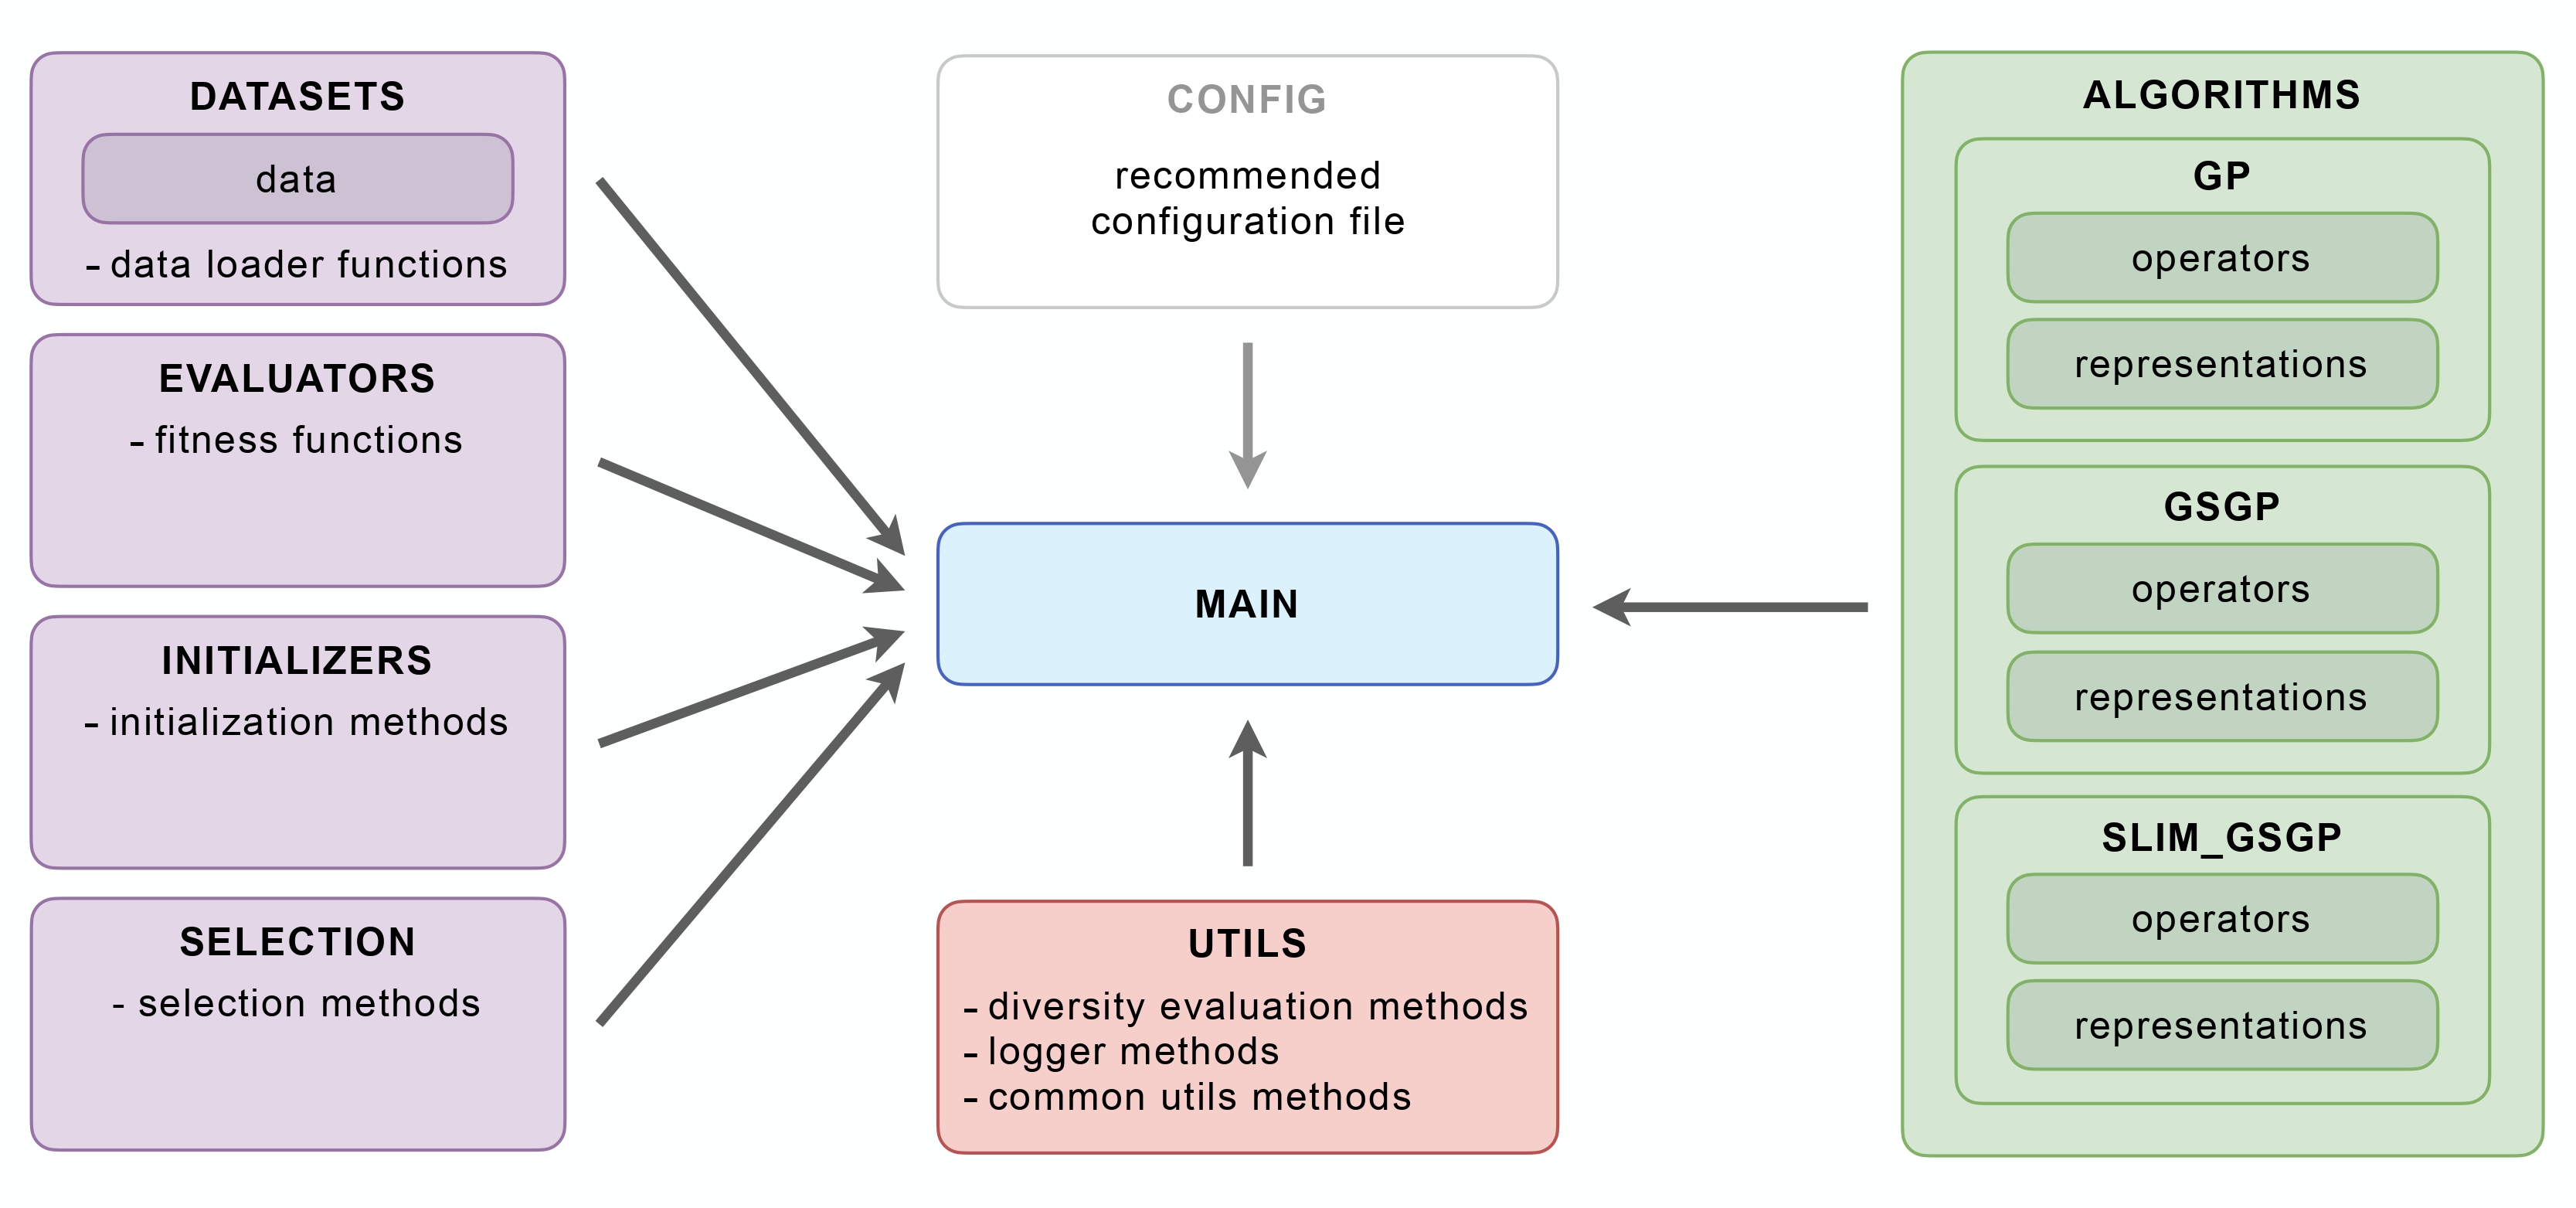 DATASETS
data
- data loader functions
EVALUATORS
- fitness functions
INITIALIZERS
- initialization methods
SELECTION
- selection methods
CONFIG
recommended
configuration file
MAIN
UTILS
- diversity evaluation methods
- logger methods
- common utils methods
ALGORITHMS
GP
operators
representations
GSGP
operators
representations
SLIM_GSGP
operators
representations